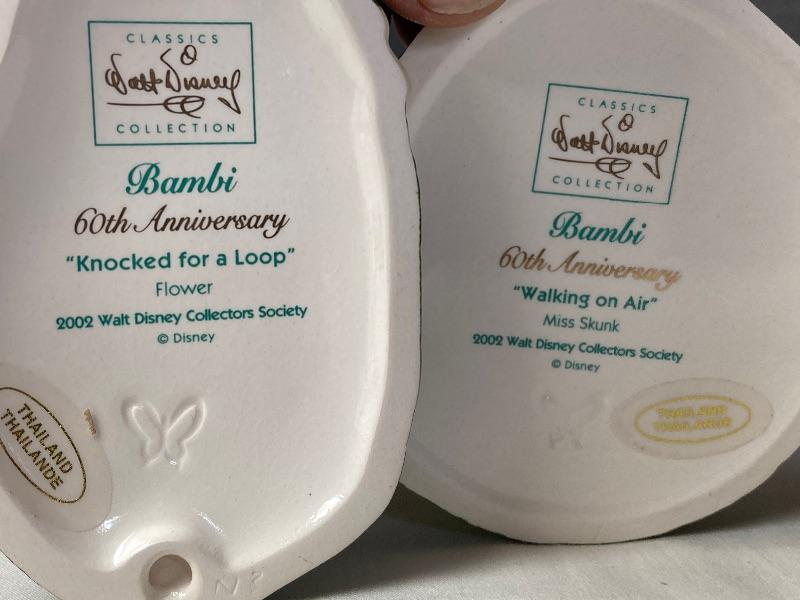 CLASSICS
Walt Disney
COLLECTION
Bambi
60th Anniversary
"Knocked for a Loop"
Flower
2002 Walt Disney Collectors Society
© Disney
THAILAND
THAILANDE
CLASSICS
Walt Disney
COLLECTION
Bambi
60th Anniversary
"Walking on Air"
Miss Skunk
2002 Walt Disney Collectors Society
© Disney
THAILAND
THAILANDE